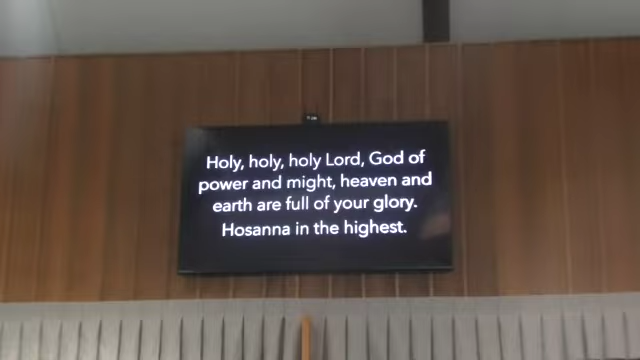 Holy, holy, holy Lord, God of
power and might, heaven and
earth are full of your glory.
Hosanna in the highest.